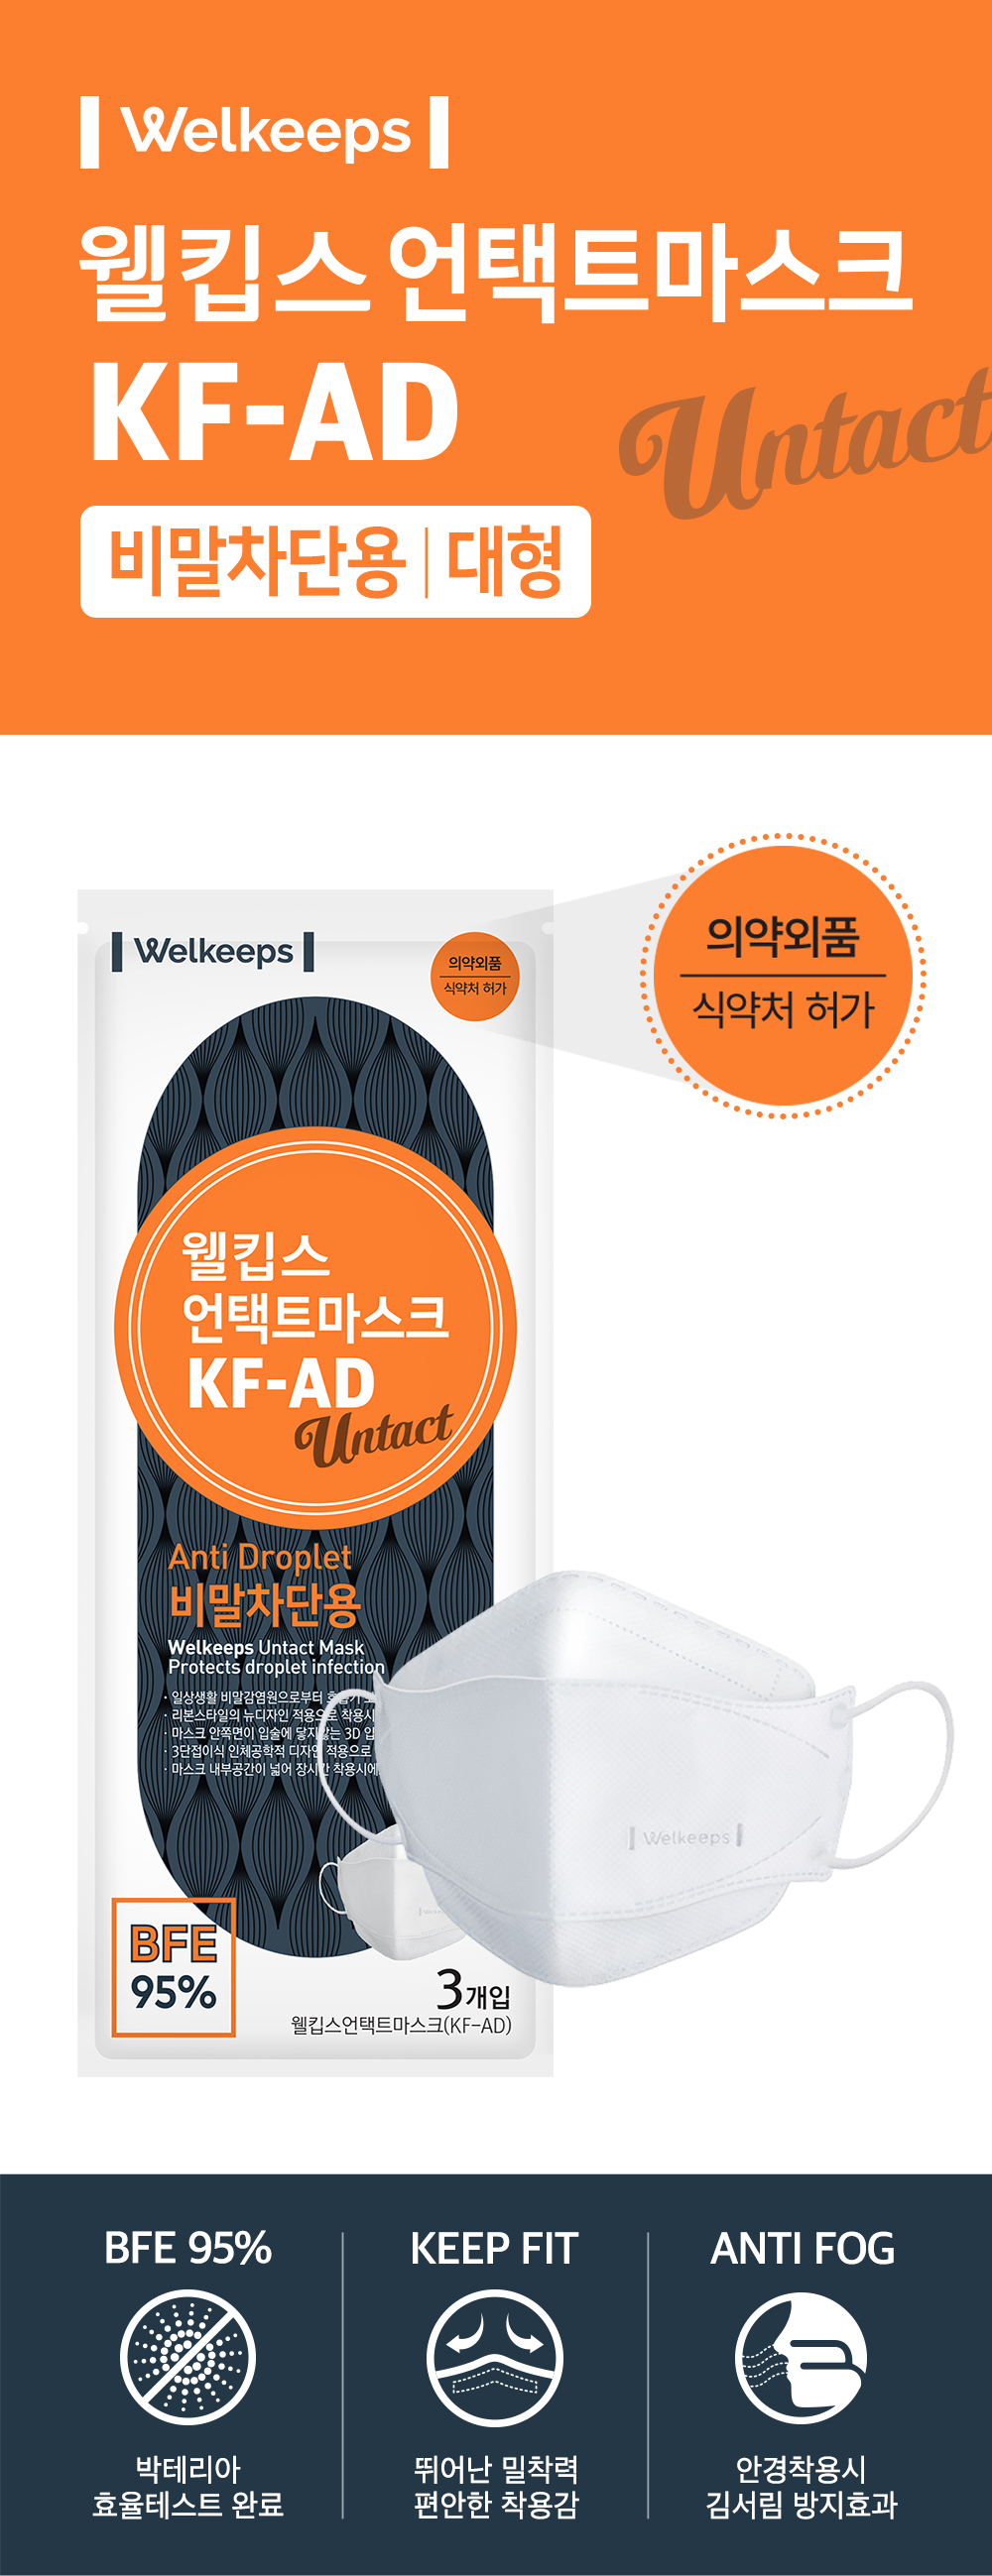 Welkeeps
웰킵스 언택트마스크
KF-AD
Untact
비말차단용 | 대형
Welkeeps
의약외품
식약처 허가
의약외품
식약처 허가
웰킵스
언택트마스크
KF-AD
Untact
Anti Droplet
비말차단용
Welkeeps Untact Mask
Protects droplet infection
· 일상생활 비말감염원으로부터
· 리본스타일의 뉴디자인 적용으로 착용시
· 마스크 안쪽면이 입술에 닿지않는 3D 입
· 3단접이식 인체공학적 디자인 적용으로
· 마스크 내부공간이 넓어 장시간 착용시에
Welkeeps
BFE
95%
3개입
웰킵스언택트마스크(KF-AD)
BFE 95%
박테리아
효율테스트 완료
KEEP FIT
뛰어난 밀착력
편안한 착용감
ANTI FOG
안경착용시
김서림 방지효과